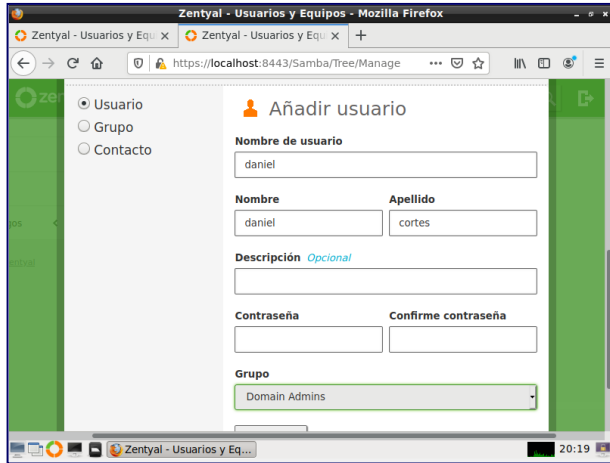 Zentyal - Usuarios y Equipos - Mozilla Firefox
Zentyal - Usuarios y Equ
Zentyal - Usuarios y Equ
https://localhost:8443/Samba/Tree/Manage
zen
Usuario
Grupo
Contacto
Añadir usuario
Nombre de usuario
daniel
Nombre Apellido
daniel cortes
Descripción Opcional
Contraseña Confirme contraseña
Grupo
Domain Admins
Zentyal - Usuarios y Eq...
20:19